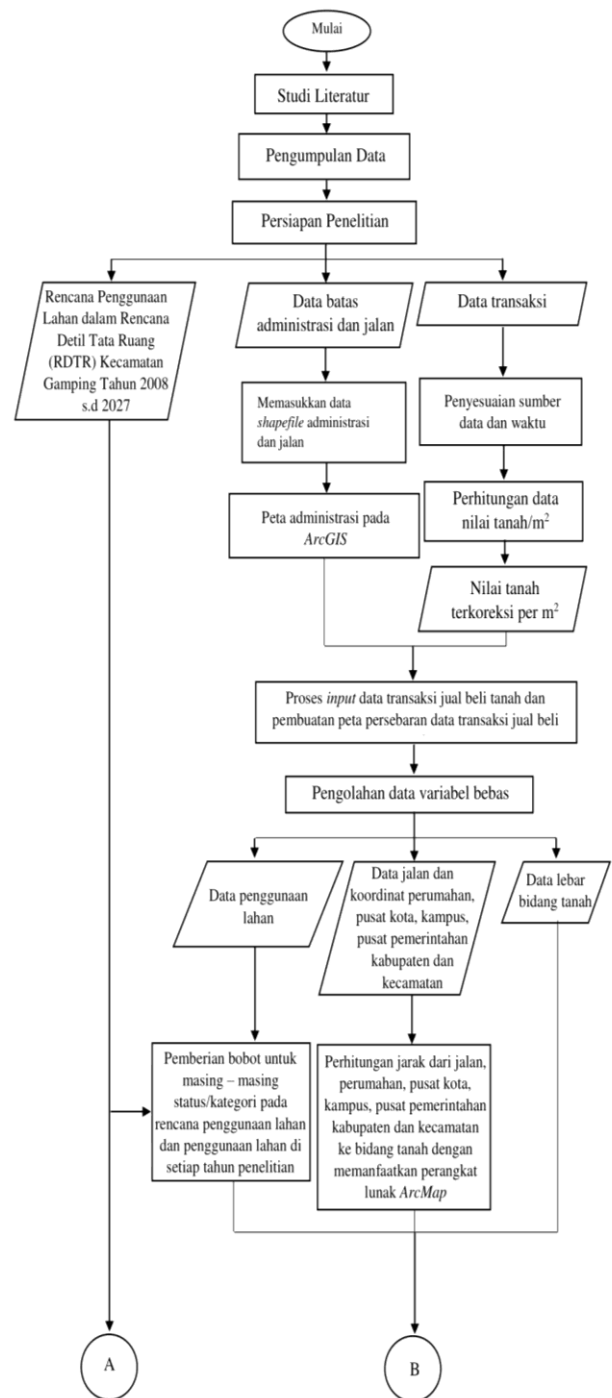 Mulai
Studi Literatur
Pengumpulan Data
Persiapan Penelitian
Rencana Penggunaan
Lahan dalam Rencana
Detil Tata Ruang
(RDTR) Kecamatan
Gamping Tahun 2008
s.d 2027
Data batas
administrasi dan jalan
Data transaksi
Memasukkan data
shapefile administrasi
dan jalan
Penyesuaian sumber
data dan waktu
Peta administrasi pada
ArcGIS
Perhitungan data
nilai tanah/m²
Nilai tanah
terkoreksi per m²
Proses input data transaksi jual beli tanah dan
pembuatan peta persebaran data transaksi jual beli
Pengolahan data variabel bebas
Data penggunaan
lahan
Data jalan dan
koordinat perumahan,
pusat kota, kampus,
pusat pemerintahan
kabupaten dan
kecamatan
Data lebar
bidang tanah
Pemberian bobot untuk
masing – masing
status/kategori pada
rencana penggunaan lahan
dan penggunaan lahan di
setiap tahun penelitian
Perhitungan jarak dari jalan,
perumahan, pusat kota,
kampus, pusat pemerintahan
kabupaten dan kecamatan
ke bidang tanah dengan
memanfaatkan perangkat
lunak ArcMap
A
B